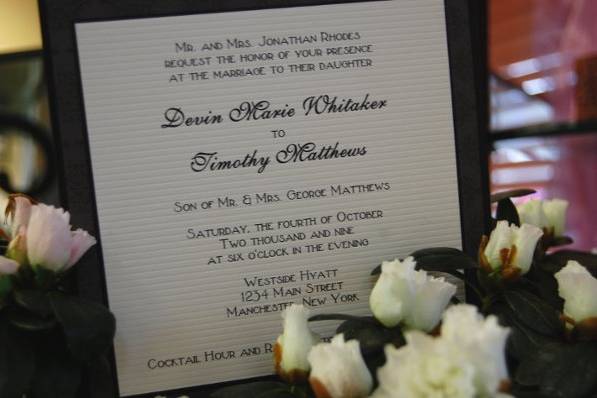 Mr. and Mrs. Jonathan Rhodes
request the honor of your presence
at the marriage to their daughter
Devin Marie Whitaker
to
Timothy Matthews
Son of Mr. & Mrs. George Matthews
Saturday, the fourth of October
Two thousand and nine
at six o'clock in the evening
Westside Hyatt
1234 Main Street
Manchester, New York
Cocktail Hour and